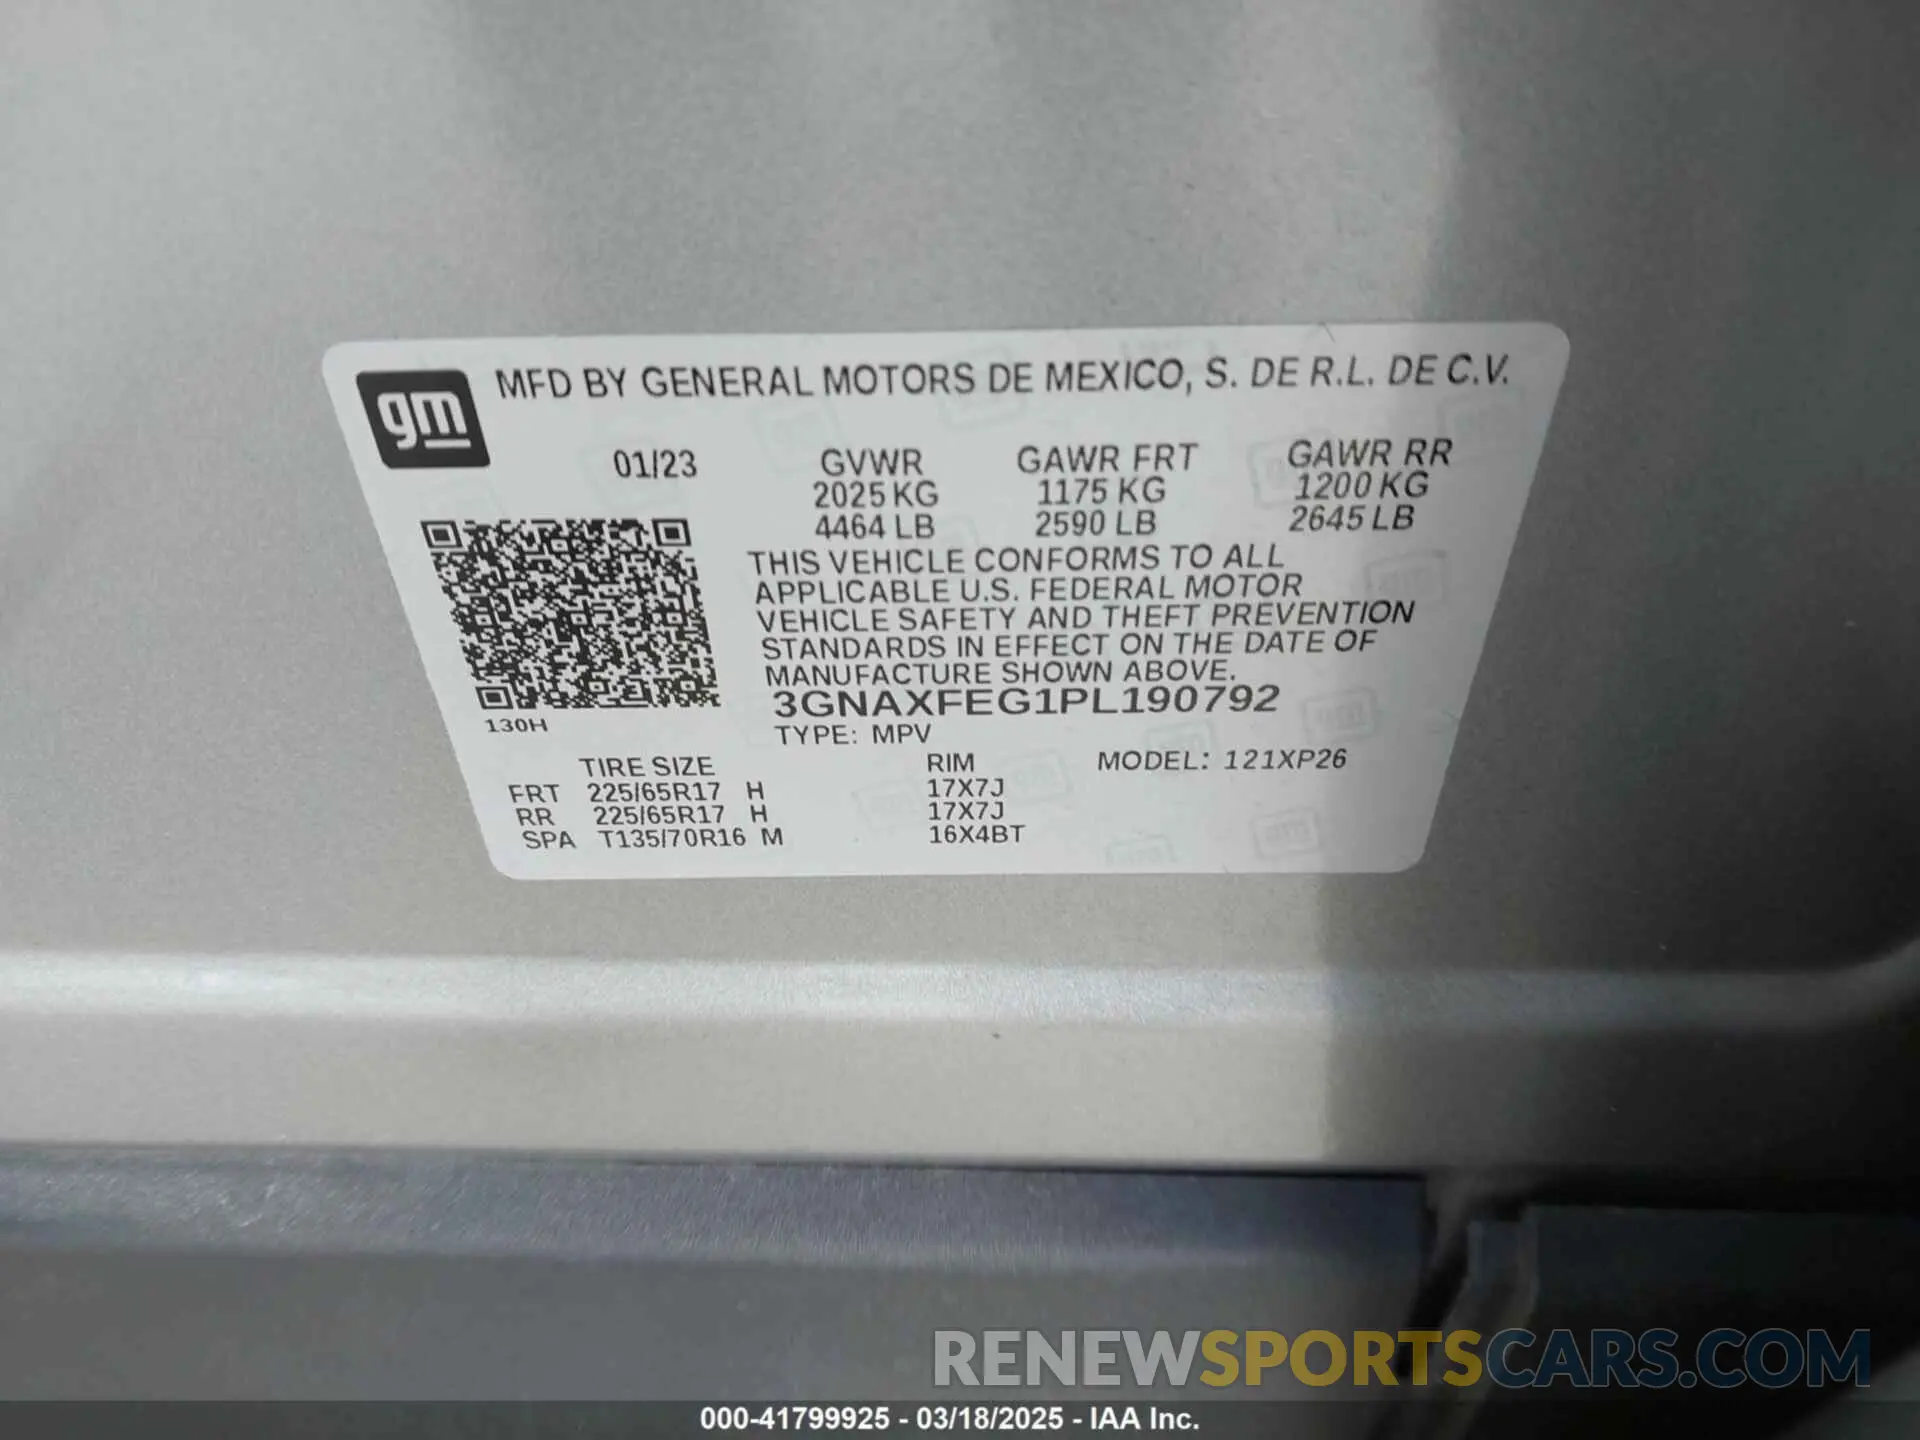 gm
MFD BY GENERAL MOTORS DE MEXICO, S. DE R.L. DE C.V.
01/23 GVWR GAWR FRT GAWR RR
2025 KG 1175 KG 1200 KG
4464 LB 2590 LB 2645 LB
THIS VEHICLE CONFORMS TO ALL
APPLICABLE U.S. FEDERAL MOTOR
VEHICLE SAFETY AND THEFT PREVENTION
STANDARDS IN EFFECT ON THE DATE OF
MANUFACTURE SHOWN ABOVE.
3GNAXFEG1PL190792
130H
TYPE: MPV
TIRE SIZE RIM MODEL: 121XP26
FRT 225/65R17 H 17X7J
RR 225/65R17 H 17X7J
SPA T135/70R16 M 16X4BT
RENEWSPORTSCARS.COM
000-41799925 - 03/18/2025 - IAA Inc.